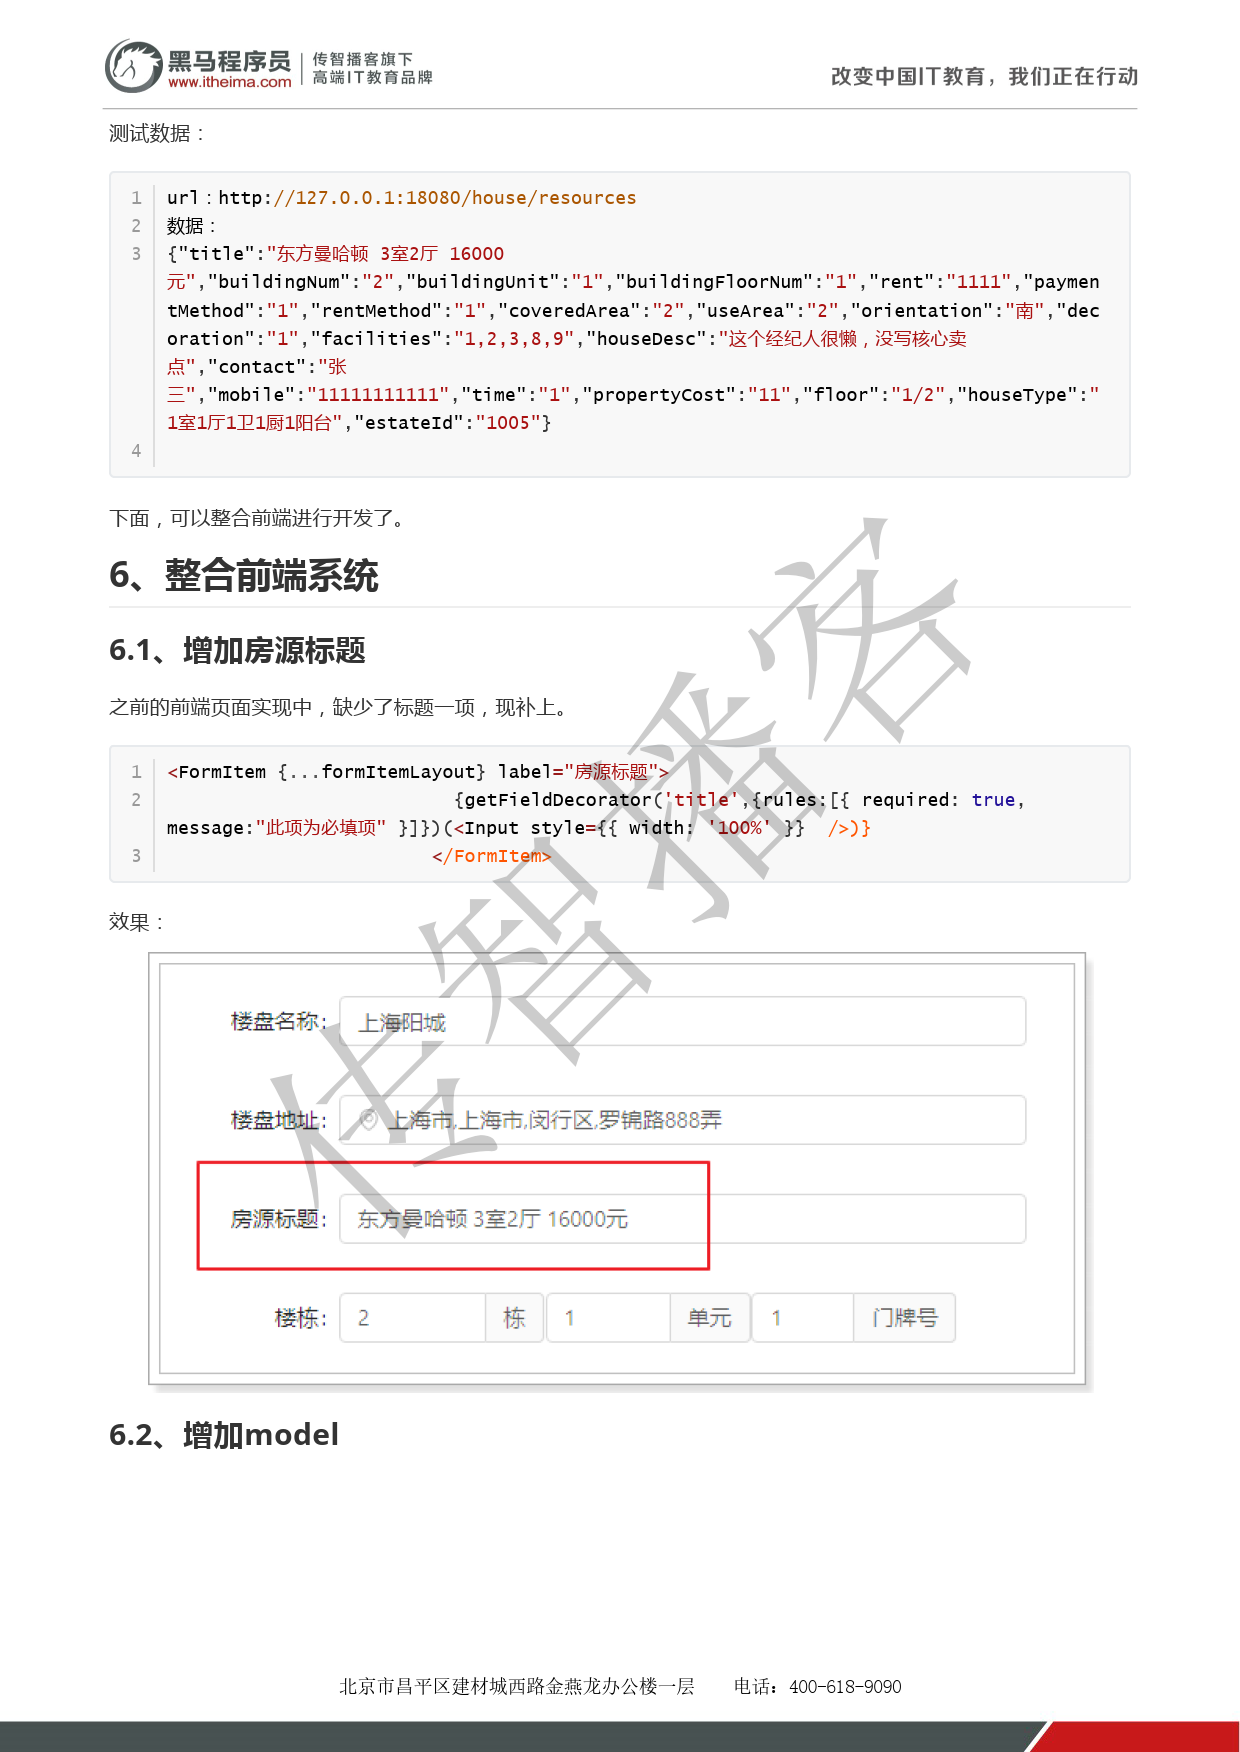 黑马程序员
www.itheima.com
传智播客旗下
高端IT教育品牌
改变中国IT教育，我们正在行动
测试数据：
1 url：http://127.0.0.1:18080/house/resources
2 数据：
3 {"title":"东方曼哈顿 3室2厅 16000
元","buildingNum":"2","buildingUnit":"1","buildingFloorNum":"1","rent":"1111","paymen
tMethod":"1","rentMethod":"1","coveredArea":"2","useArea":"2","orientation":"南","dec
oration":"1","facilities":"1,2,3,8,9","houseDesc":"这个经纪人很懒，没写核心卖
点","contact":"张
三","mobile":"11111111111","time":"1","propertyCost":"11","floor":"1/2","houseType":"
1室1厅1卫1厨1阳台","estateId":"1005"}
4
下面，可以整合前端进行开发了。
6、整合前端系统
6.1、增加房源标题
之前的前端页面实现中，缺少了标题一项，现补上。
1 <FormItem {...formItemLayout} label="房源标题">
2 {getFieldDecorator('title',{rules:[{ required: true,
message:"此项为必填项" }]})(<Input style={{ width: '100%' }}  />)}
3 </FormItem>
效果：
楼盘名称: 上海阳城
楼盘地址: 上海市,上海市,闵行区,罗锦路888弄
房源标题: 东方曼哈顿 3室2厅 16000元
楼栋: 2 栋 1 单元 1 门牌号
6.2、增加model
传智播客
北京市昌平区建材城西路金燕龙办公楼一层 电话：400-618-9090